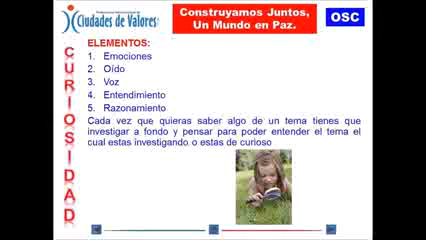 Ciudades de Valores
Construyamos Juntos,
Un Mundo en Paz.
OSC
CURIOSIDAD
ELEMENTOS:
1. Emociones
2. Oído
3. Voz
4. Entendimiento
5. Razonamiento
Cada vez que quieras saber algo de un tema tienes que
investigar a fondo y pensar para poder entender el tema el
cual estas investigando o estas de curioso